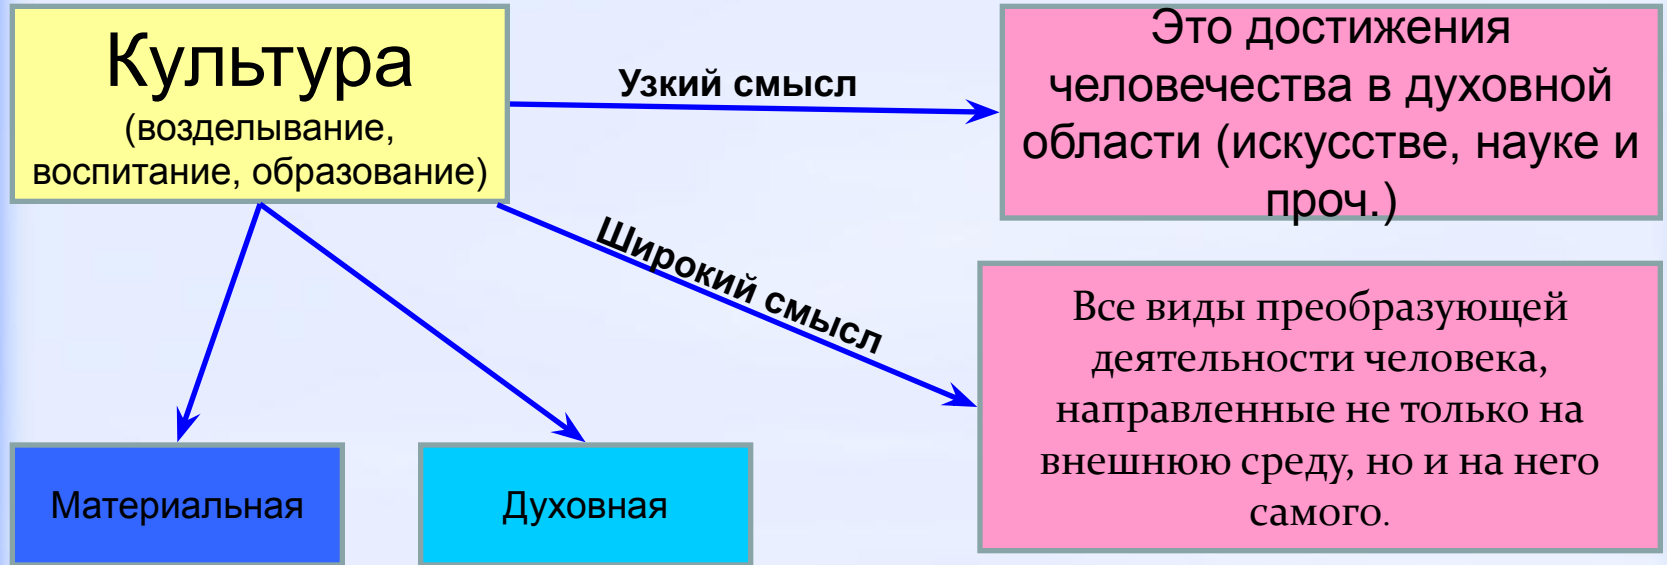 Культура
(возделывание,
воспитание, образование)
Узкий смысл
Это достижения
человечества в духовной
области (искусстве, науке и
проч.)
Широкий смысл
Все виды преобразующей
деятельности человека,
направленные не только на
внешнюю среду, но и на него
самого.
Материальная
Духовная